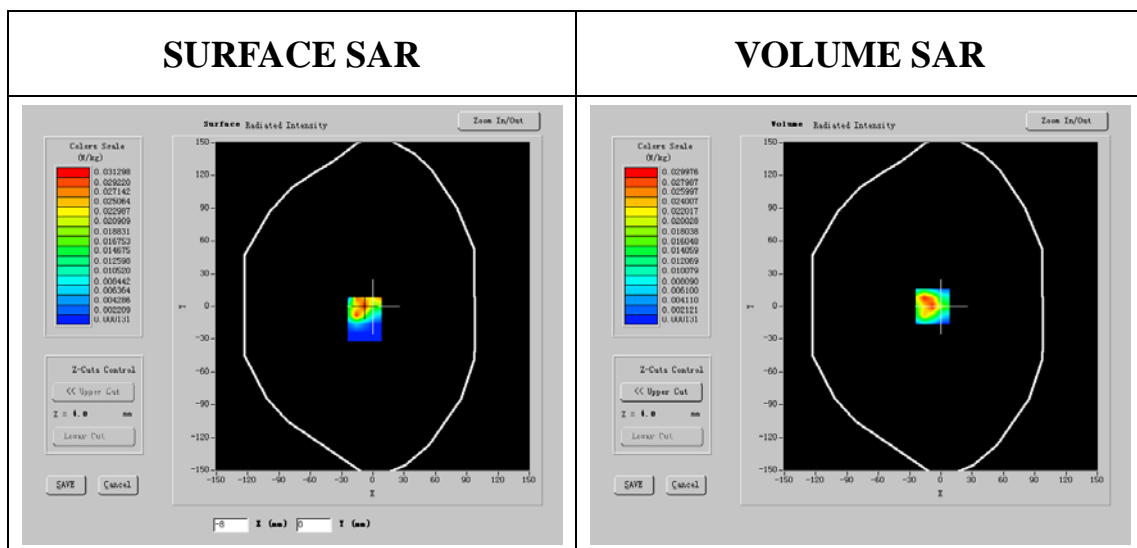 SURFACE SAR
VOLUME SAR
Surface Radiated Intensity
Zoom In/Out
Colors Scale
(W/kg)
0.031298
0.029220
0.027142
0.025064
0.022987
0.020909
0.018831
0.016753
0.014675
0.012598
0.010520
0.008442
0.006364
0.004286
0.002209
0.000131
150
90
60
30
0
-30
-60
-90
-120
-150
Y
-150 -120 -90 -60 -30 0 30 60 90 120 150
X
Z-Cuts Control
<< Upper Cut
Z = 4.0 mm
Lower Cut
SAVE
Cancel
-8 X (mm) 0 Y (mm)
Volume Radiated Intensity
Zoom In/Out
Colors Scale
(W/kg)
0.029976
0.027987
0.025997
0.024007
0.022017
0.020028
0.018038
0.016048
0.014059
0.012069
0.010079
0.008090
0.006100
0.004110
0.002121
0.000131
150
90
60
30
0
-30
-60
-90
-120
-150
Y
-150 -120 -90 -60 -30 0 30 60 90 120 150
X
Z-Cuts Control
<< Upper Cut
Z = 4.0 mm
Lower Cut
SAVE
Cancel